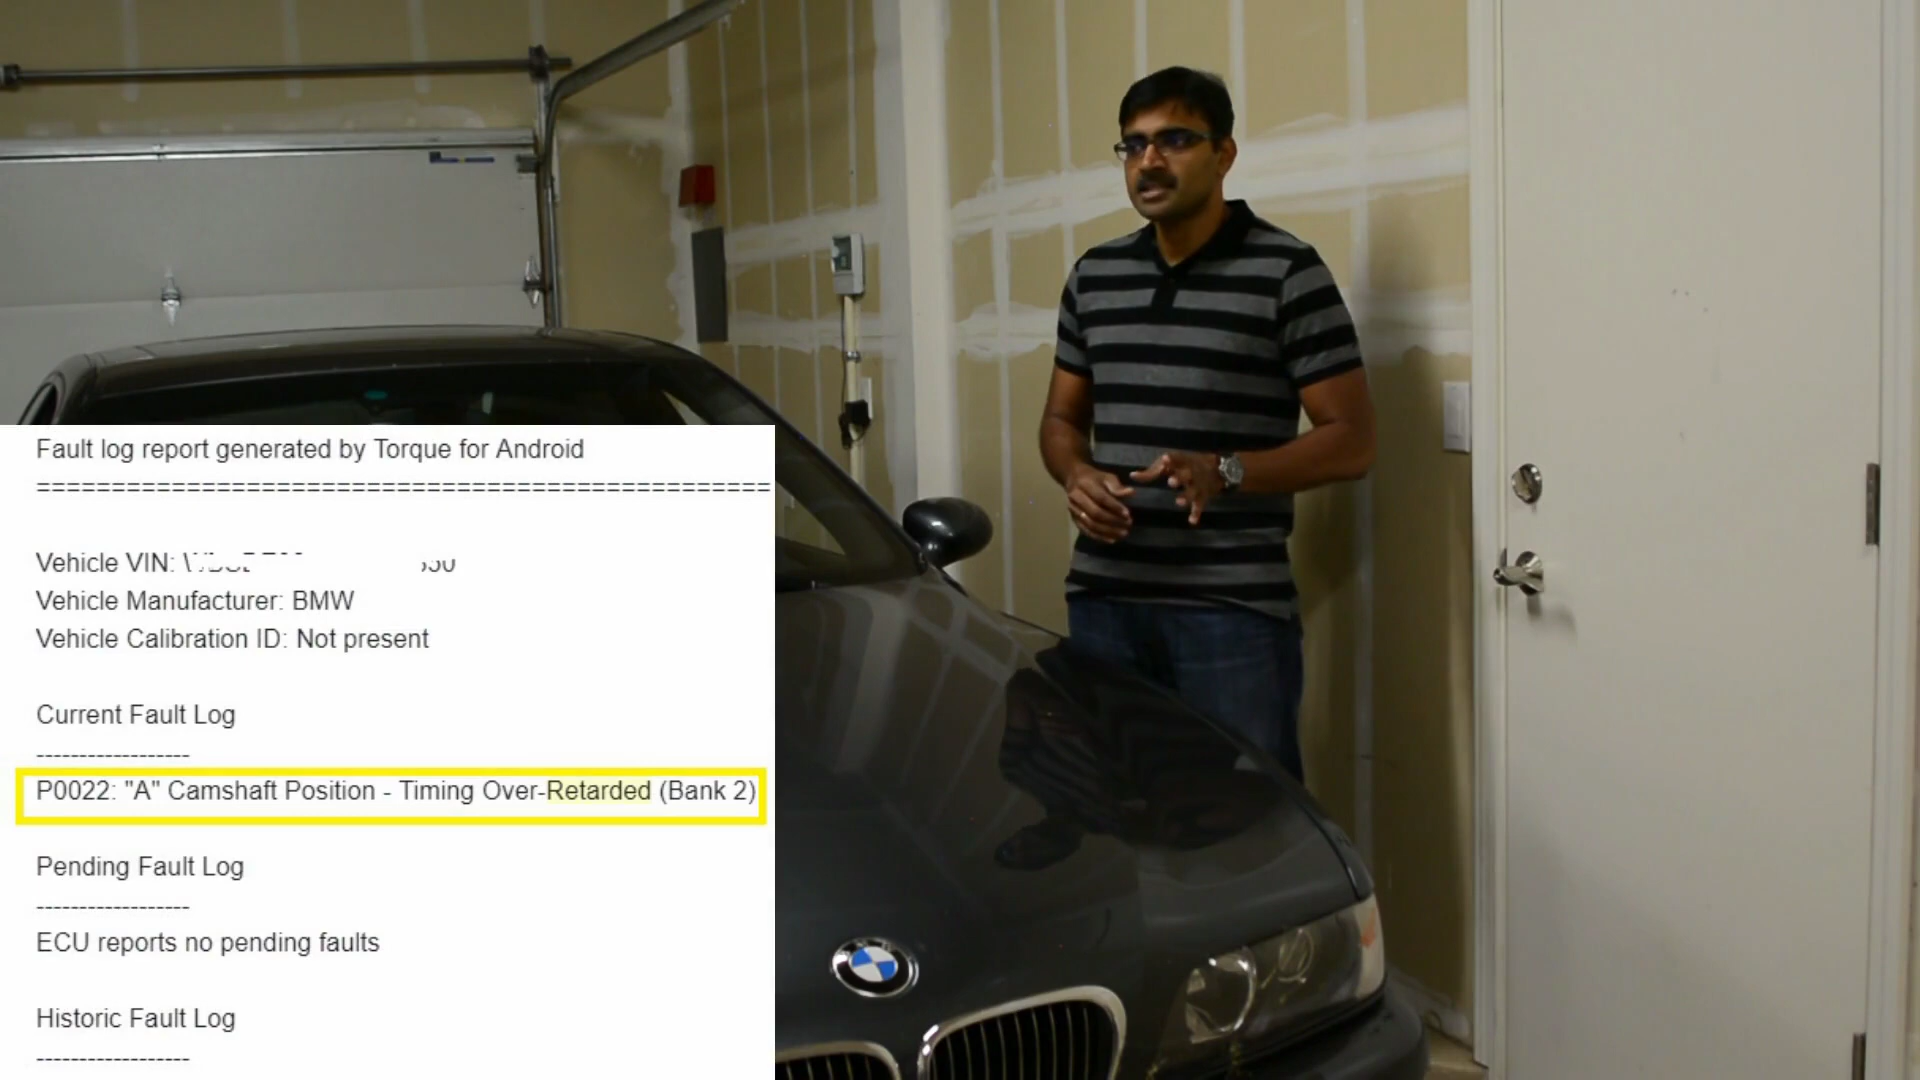 Fault log report generated by Torque for Android
=================================================
Vehicle VIN:
Vehicle Manufacturer: BMW
Vehicle Calibration ID: Not present
Current Fault Log
------------------
P0022: "A" Camshaft Position - Timing Over-Retarded (Bank 2)
Pending Fault Log
------------------
ECU reports no pending faults
Historic Fault Log
------------------